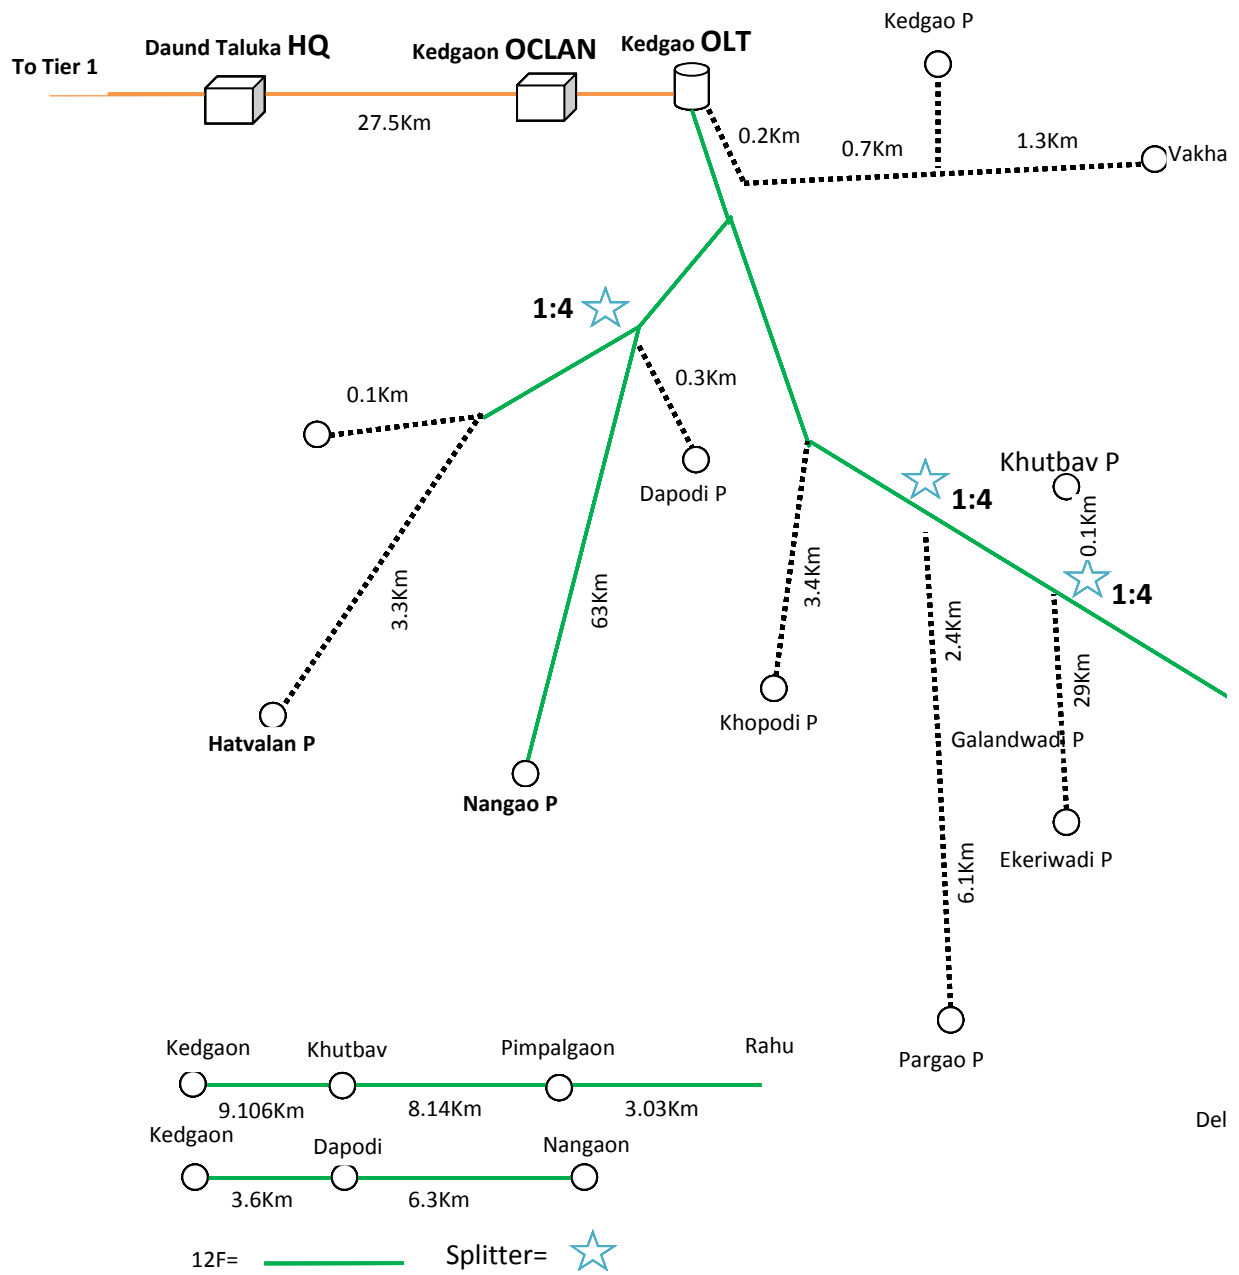 Kedgao P
Daund Taluka HQ
Kedgaon OCLAN
Kedgao OLT
To Tier 1
27.5Km
0.2Km
0.7Km
1.3Km
Vakha
1:4
0.1Km
0.3Km
Dapodi P
Khutbav P
1:4
0.1Km
1:4
3.3Km
63Km
3.4Km
2.4Km
29Km
Hatvalan P
Khopodi P
Galandwadi P
Nangao P
Ekeriwadi P
6.1Km
Pargao P
Kedgaon
Khutbav
Pimpalgaon
Rahu
9.106Km
8.14Km
3.03Km
Del
Kedgaon
Dapodi
Nangaon
3.6Km
6.3Km
12F=
Splitter=